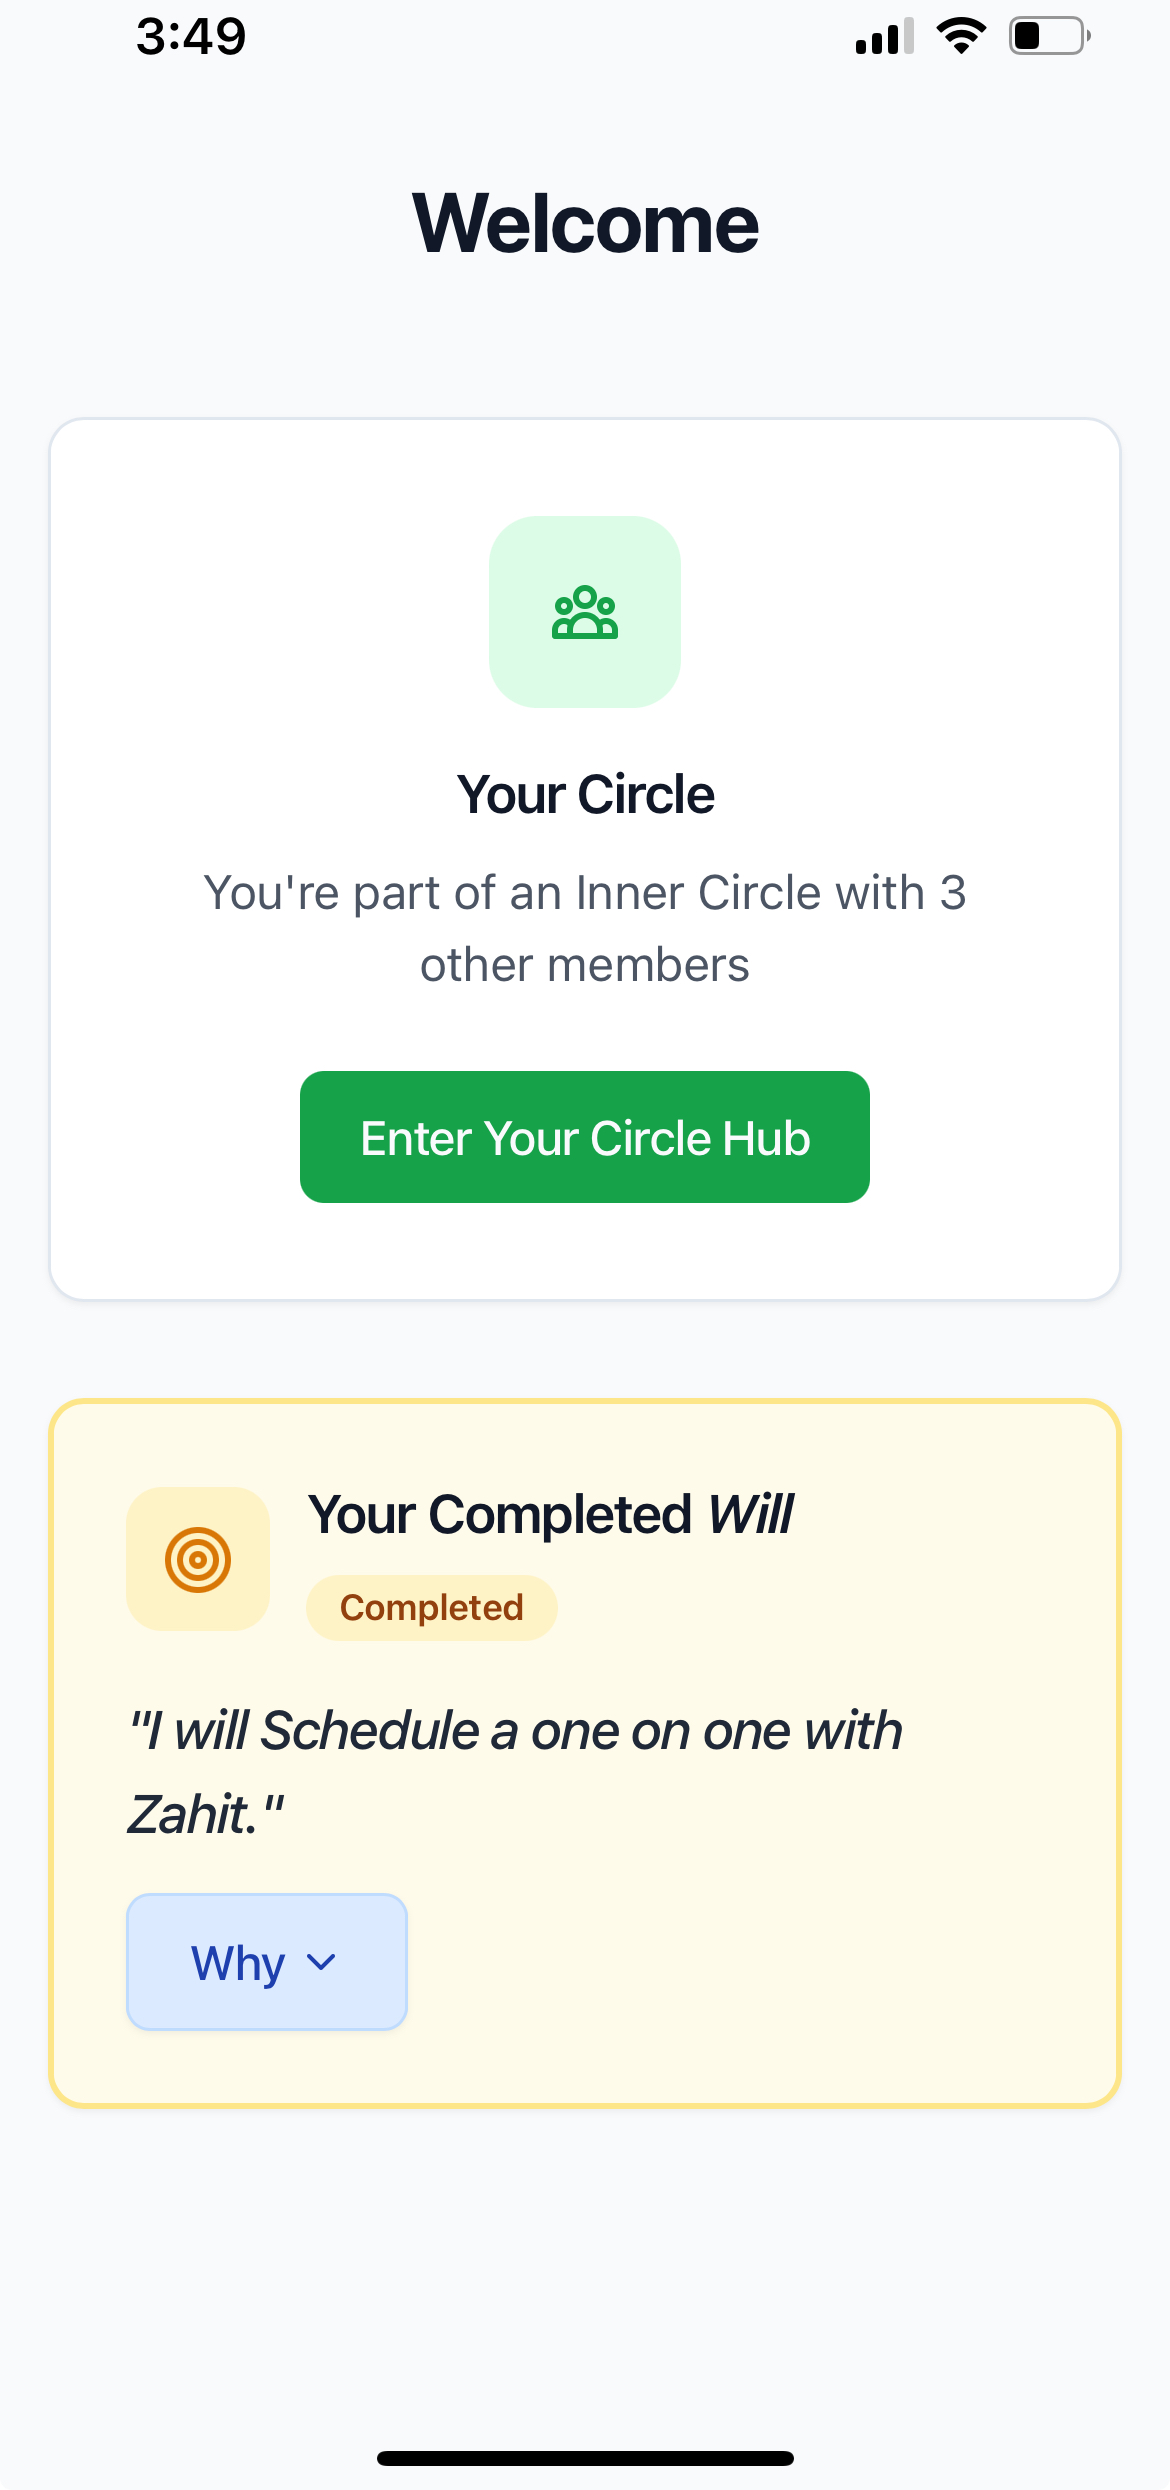 3:49
Welcome
Your Circle
You're part of an Inner Circle with 3
other members
Enter Your Circle Hub
Your Completed Will
Completed
"I will Schedule a one on one with
Zahit."
Why